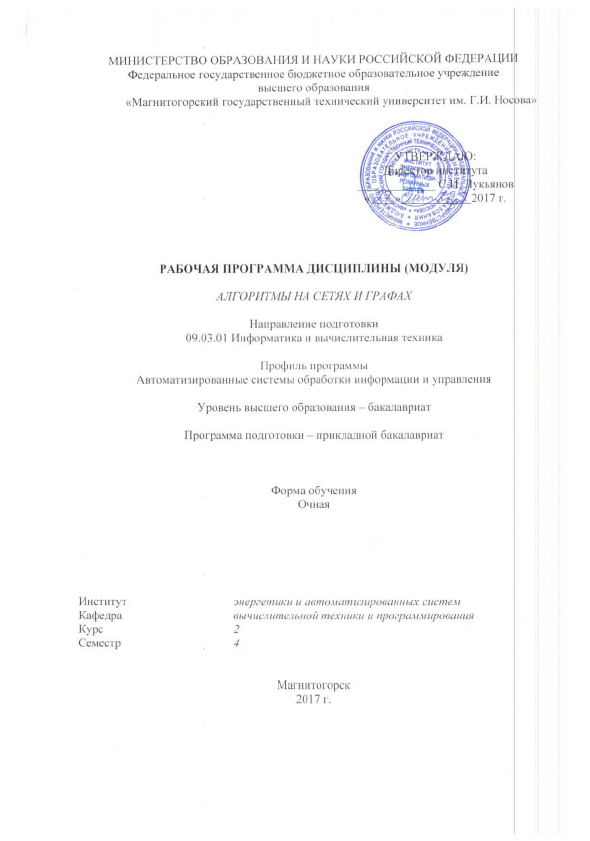 МИНИСТЕРСТВО ОБРАЗОВАНИЯ И НАУКИ РОССИЙСКОЙ ФЕДЕРАЦИИ
Федеральное государственное бюджетное образовательное учреждение
высшего образования
«Магнитогорский государственный технический университет им. Г.И. Носова»
УТВЕРЖДАЮ:
Директор института
С.И. Лукьянов
2017 г.
РАБОЧАЯ ПРОГРАММА ДИСЦИПЛИНЫ (МОДУЛЯ)
АЛГОРИТМЫ НА СЕТЯХ И ГРАФАХ
Направление подготовки
09.03.01 Информатика и вычислительная техника
Профиль программы
Автоматизированные системы обработки информации и управления
Уровень высшего образования – бакалавриат
Программа подготовки – прикладной бакалавриат
Форма обучения
Очная
Институт энергетики и автоматизированных систем
Кафедра вычислительной техники и программирования
Курс 2
Семестр 4
Магнитогорск
2017 г.